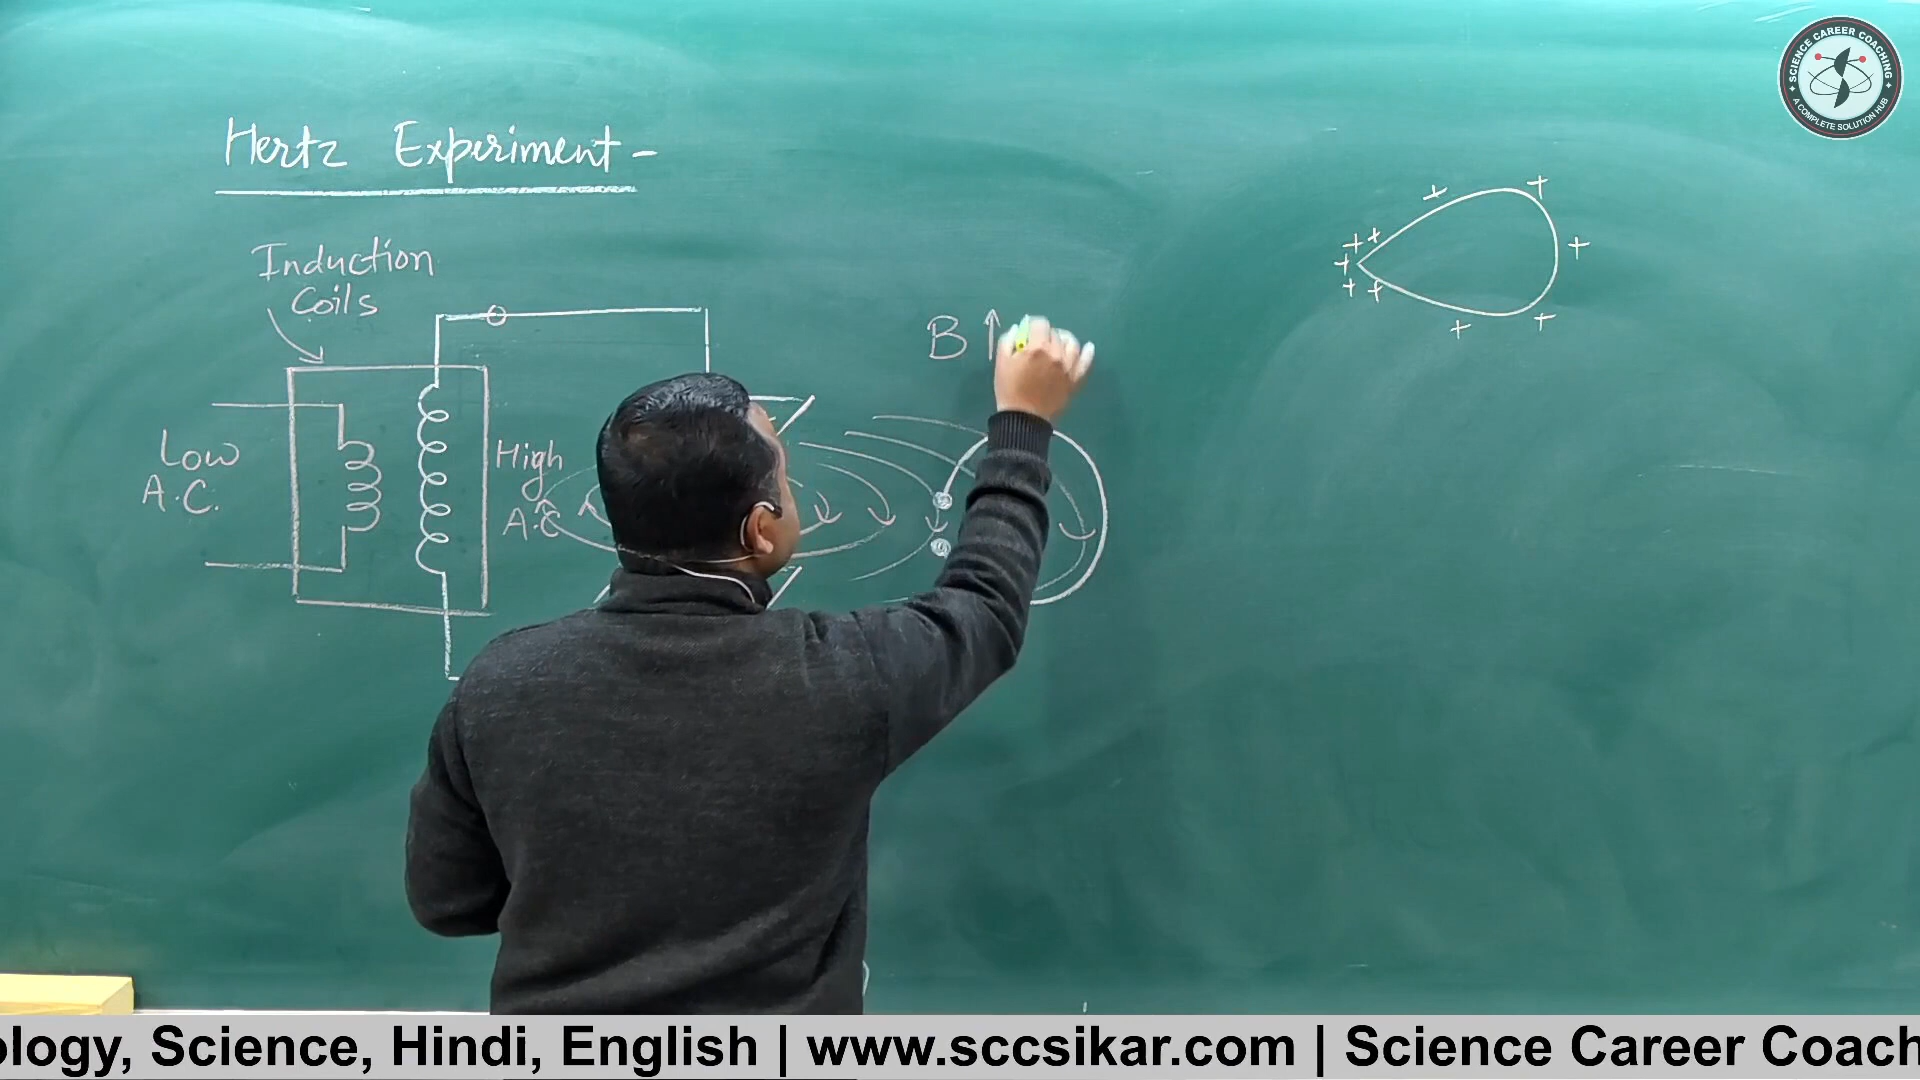 Hertz Experiment -
Induction
Coils
Low
A.C.
High
A.C
B ↑
+ +
+ +
+
+
+ +
+ +
+
SCIENCE CAREER COACHING
A COMPLETE SOLUTION HUB
ology, Science, Hindi, English | www.sccsikar.com | Science Career Coach